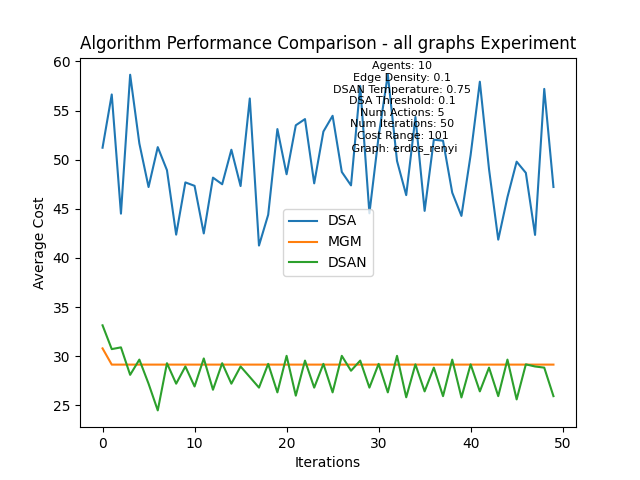 Algorithm Performance Comparison - all graphs Experiment
60
55
50
45
40
35
30
25
Average Cost
Agents: 10
Edge Density: 0.1
DSAN Temperature: 0.75
DSA Threshold: 0.1
Num Actions: 5
Num Iterations: 50
Cost Range: 101
Graph: erdos_renyi
DSA
MGM
DSAN
0 10 20 30 40 50
Iterations